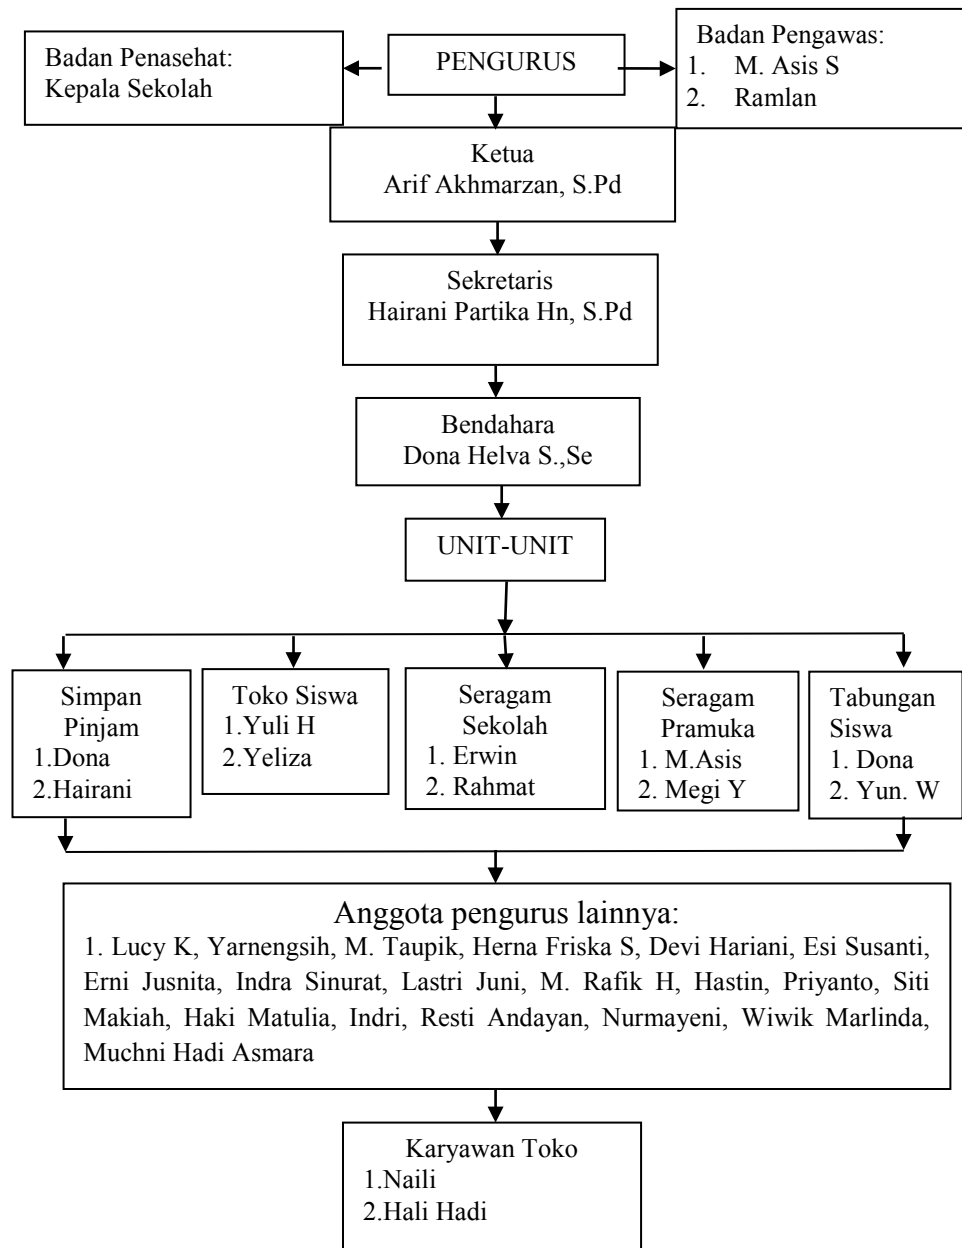 Badan Penasehat:
Kepala Sekolah
PENGURUS
Badan Pengawas:
1. M. Asis S
2. Ramlan
Ketua
Arif Akhmarzan, S.Pd
Sekretaris
Hairani Partika Hn, S.Pd
Bendahara
Dona Helva S.,Se
UNIT-UNIT
Simpan
Pinjam
1.Dona
2.Hairani
Toko Siswa
1.Yuli H
2.Yeliza
Seragam
Sekolah
1. Erwin
2. Rahmat
Seragam
Pramuka
1. M.Asis
2. Megi Y
Tabungan
Siswa
1. Dona
2. Yun. W
Anggota pengurus lainnya:
1. Lucy K, Yarnengsih, M. Taupik, Herna Friska S, Devi Hariani, Esi Susanti,
Erni Jusnita, Indra Sinurat, Lastri Juni, M. Rafik H, Hastin, Priyanto, Siti
Makiah, Haki Matulia, Indri, Resti Andayan, Nurmayeni, Wiwik Marlinda,
Muchni Hadi Asmara
Karyawan Toko
1.Naili
2.Hali Hadi